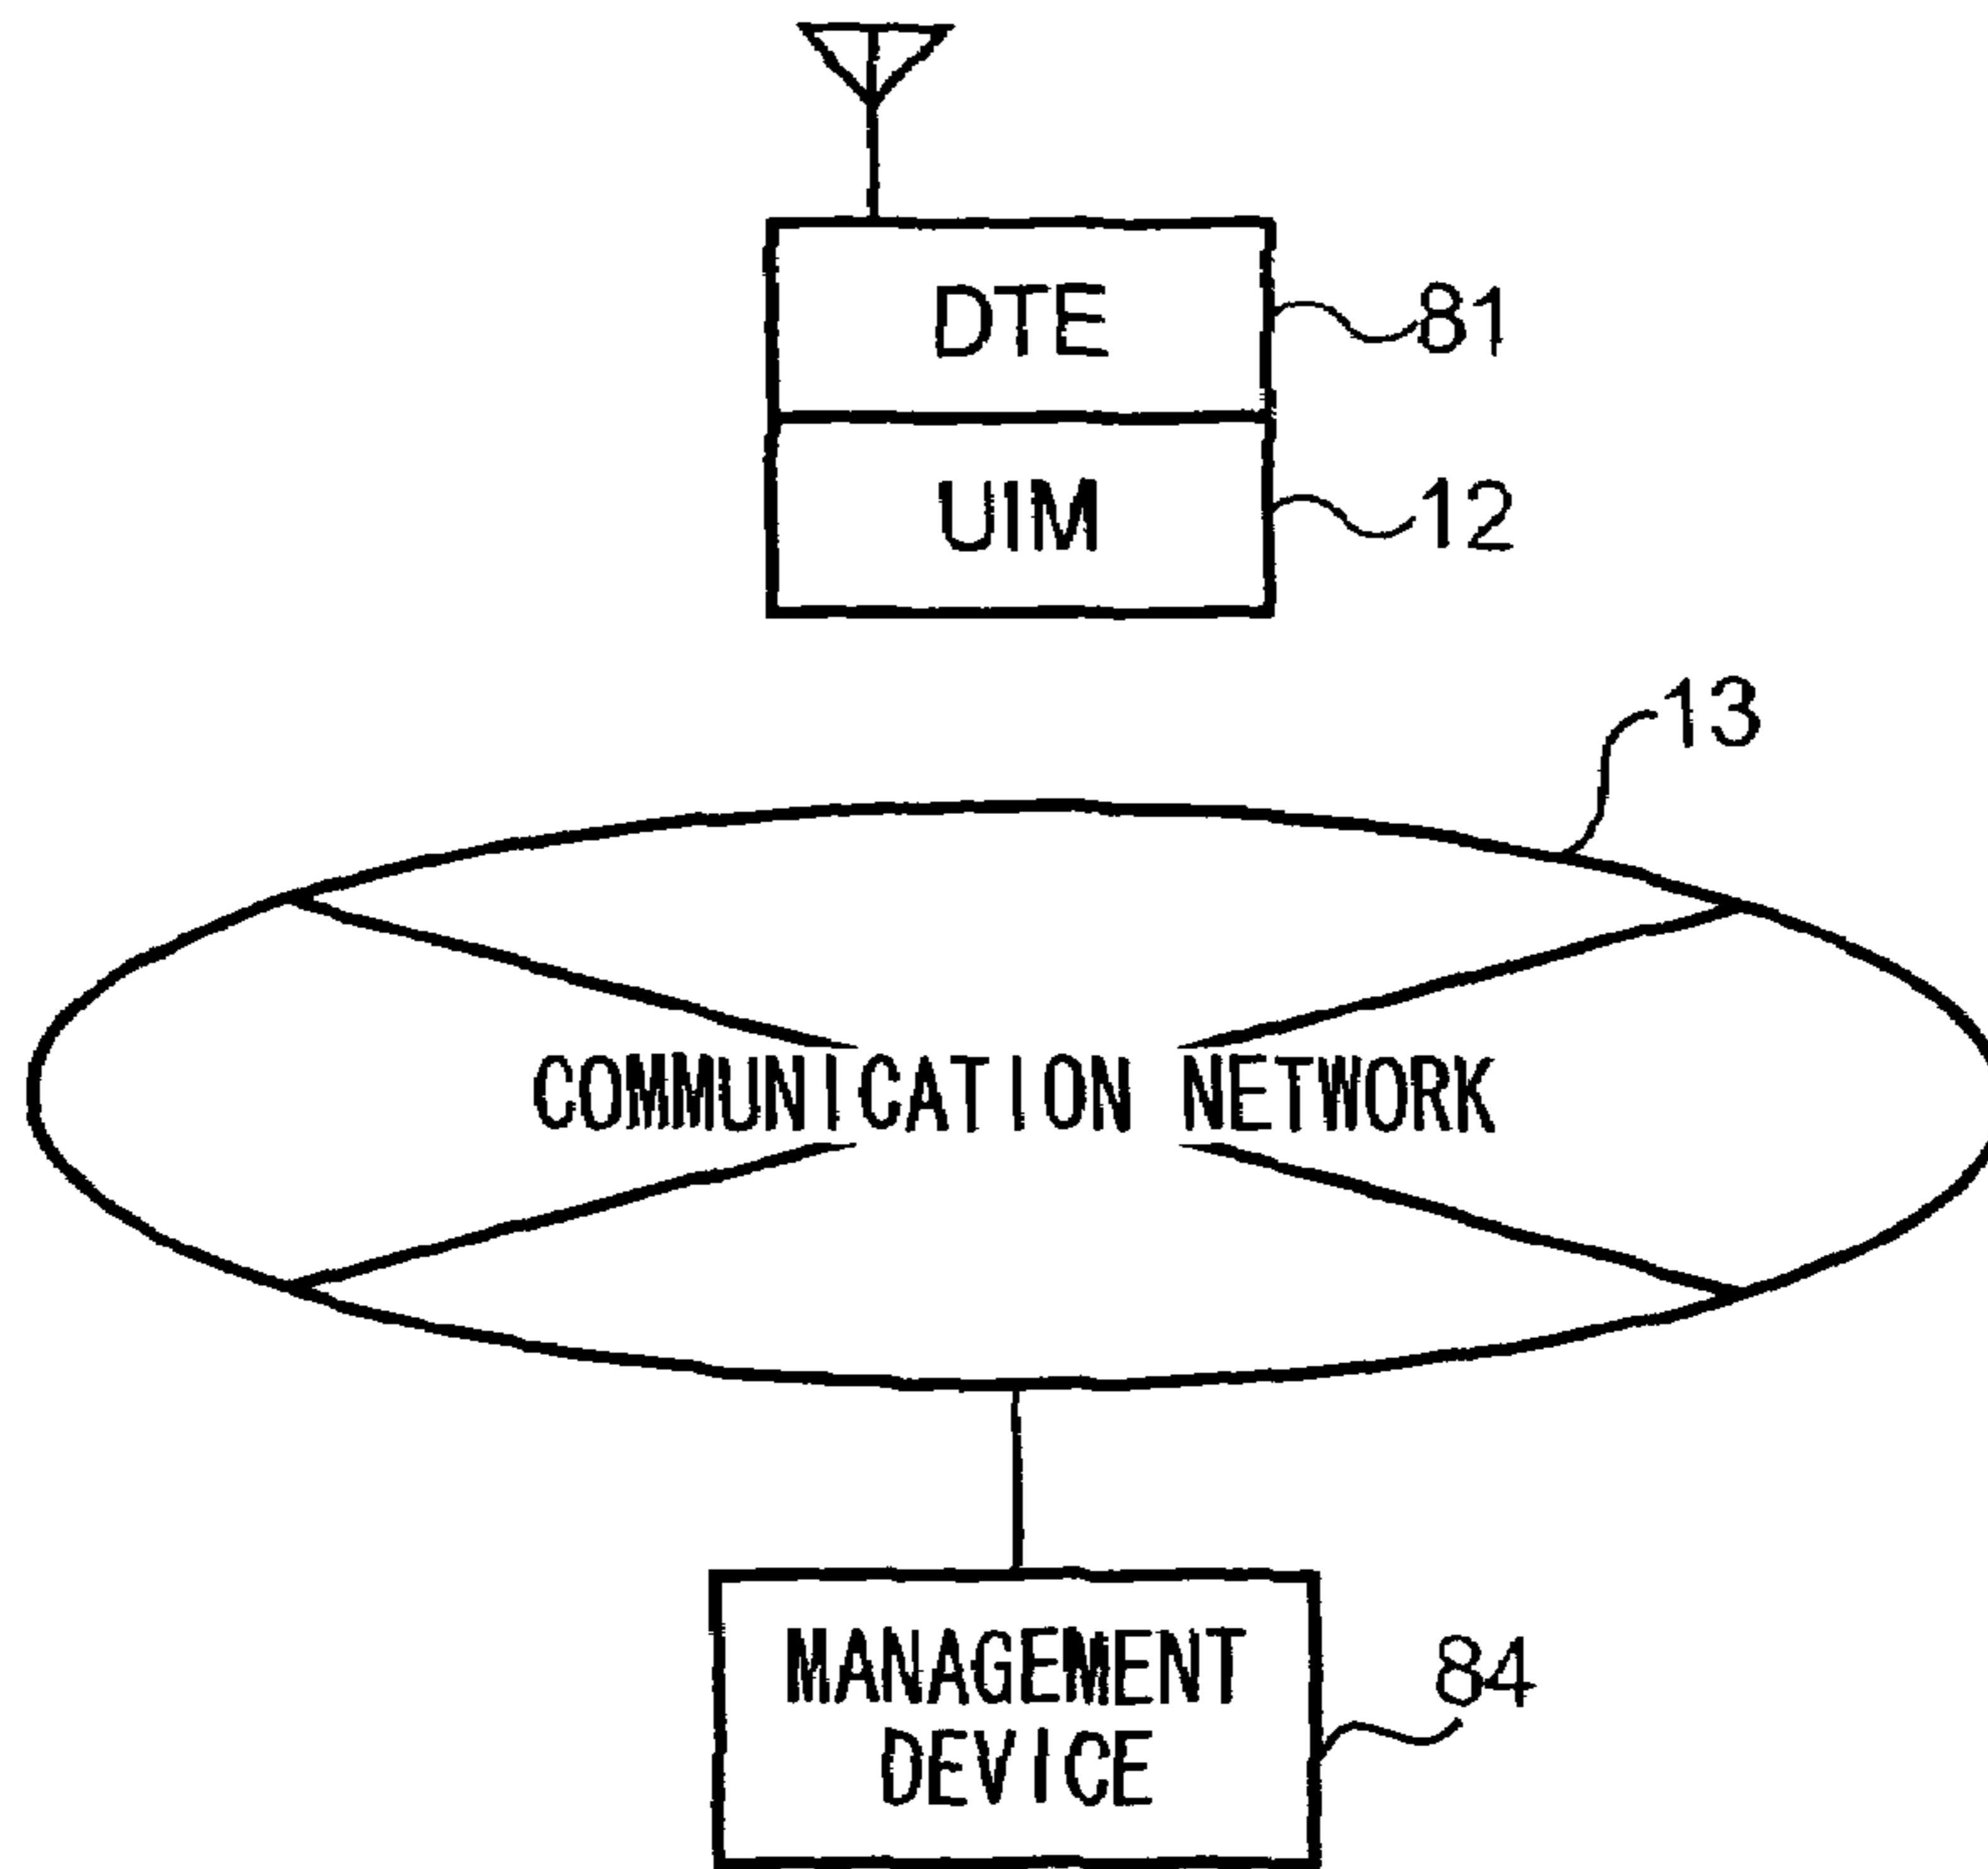 DTE
81
UIM
12
13
COMMUNICATION NETWORK
MANAGEMENT
DEVICE
84